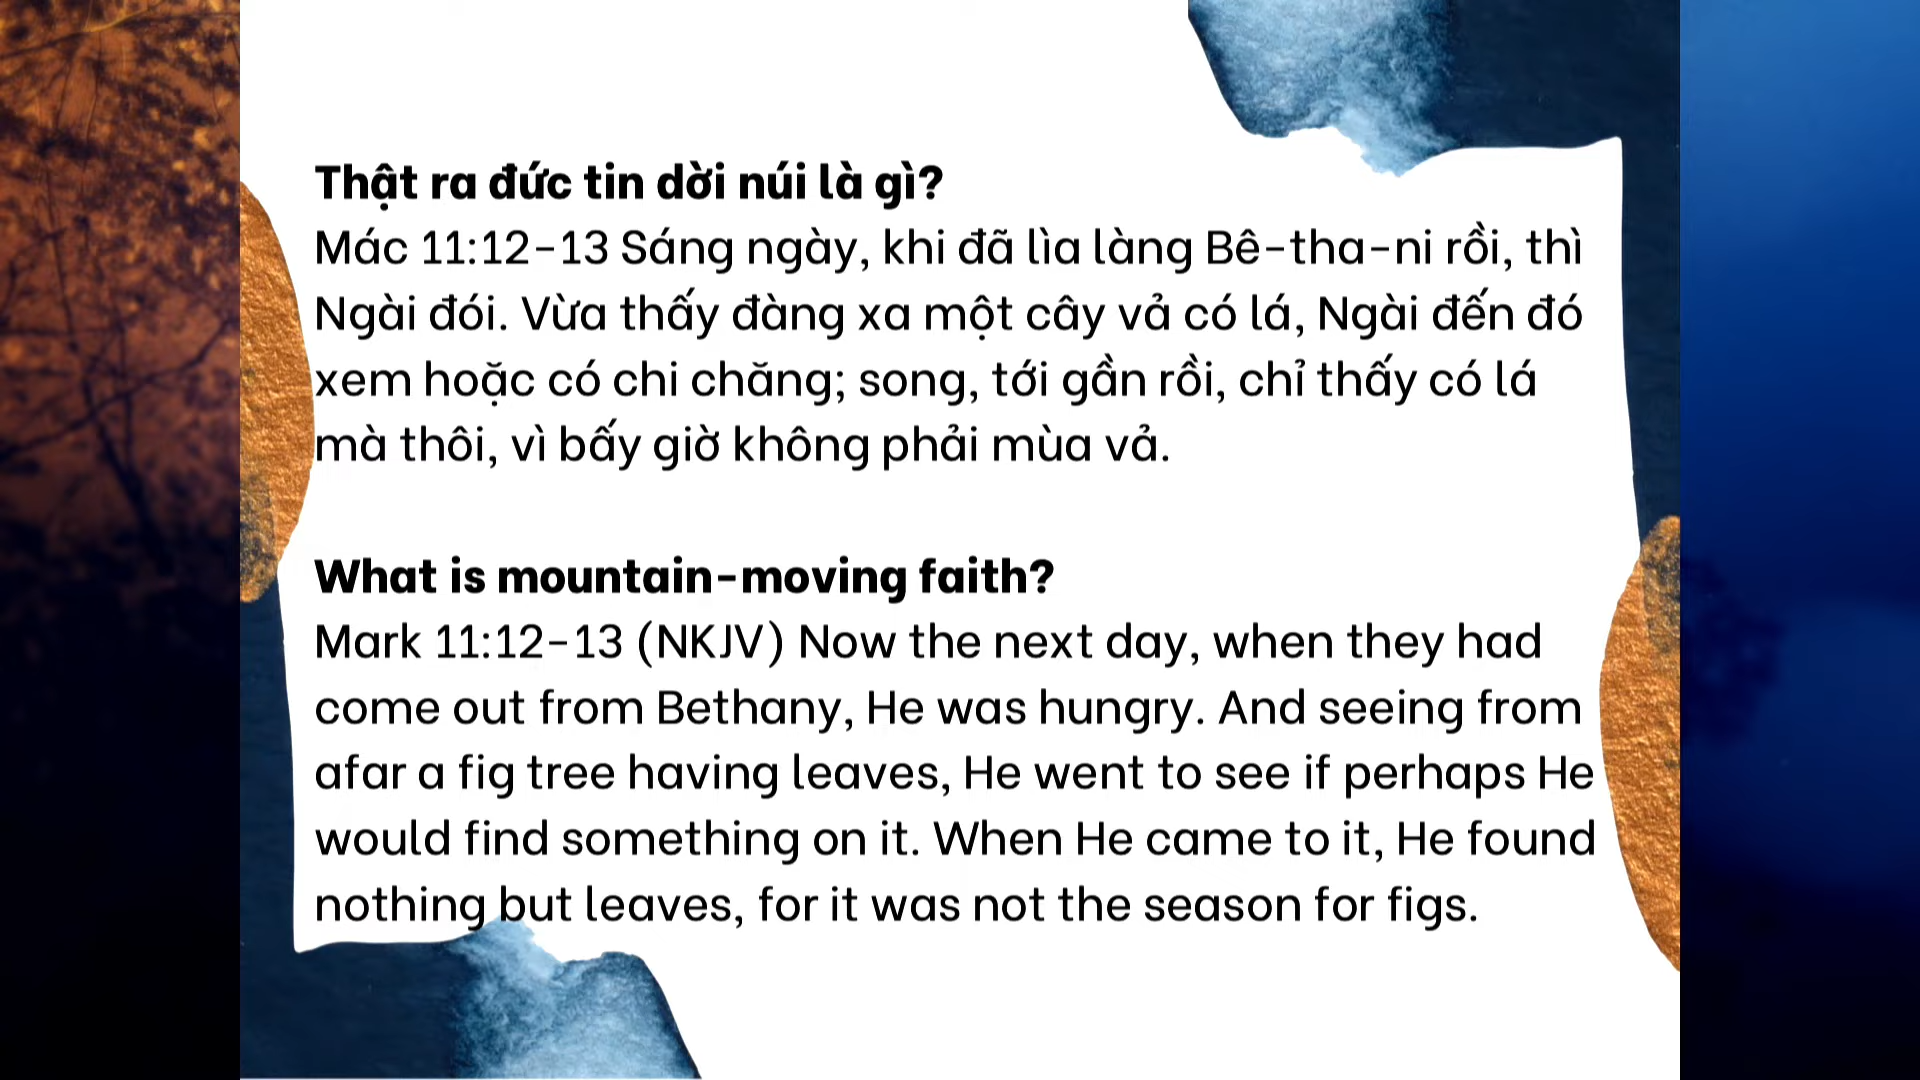 Thật ra đức tin dời núi là gì?
Mác 11:12-13 Sáng ngày, khi đã lìa làng Bê-tha-ni rồi, thì
Ngài đói. Vừa thấy đàng xa một cây vả có lá, Ngài đến đó
xem hoặc có chi chăng; song, tới gần rồi, chỉ thấy có lá
mà thôi, vì bấy giờ không phải mùa vả.
What is mountain-moving faith?
Mark 11:12-13 (NKJV) Now the next day, when they had
come out from Bethany, He was hungry. And seeing from
afar a fig tree having leaves, He went to see if perhaps He
would find something on it. When He came to it, He found
nothing but leaves, for it was not the season for figs.